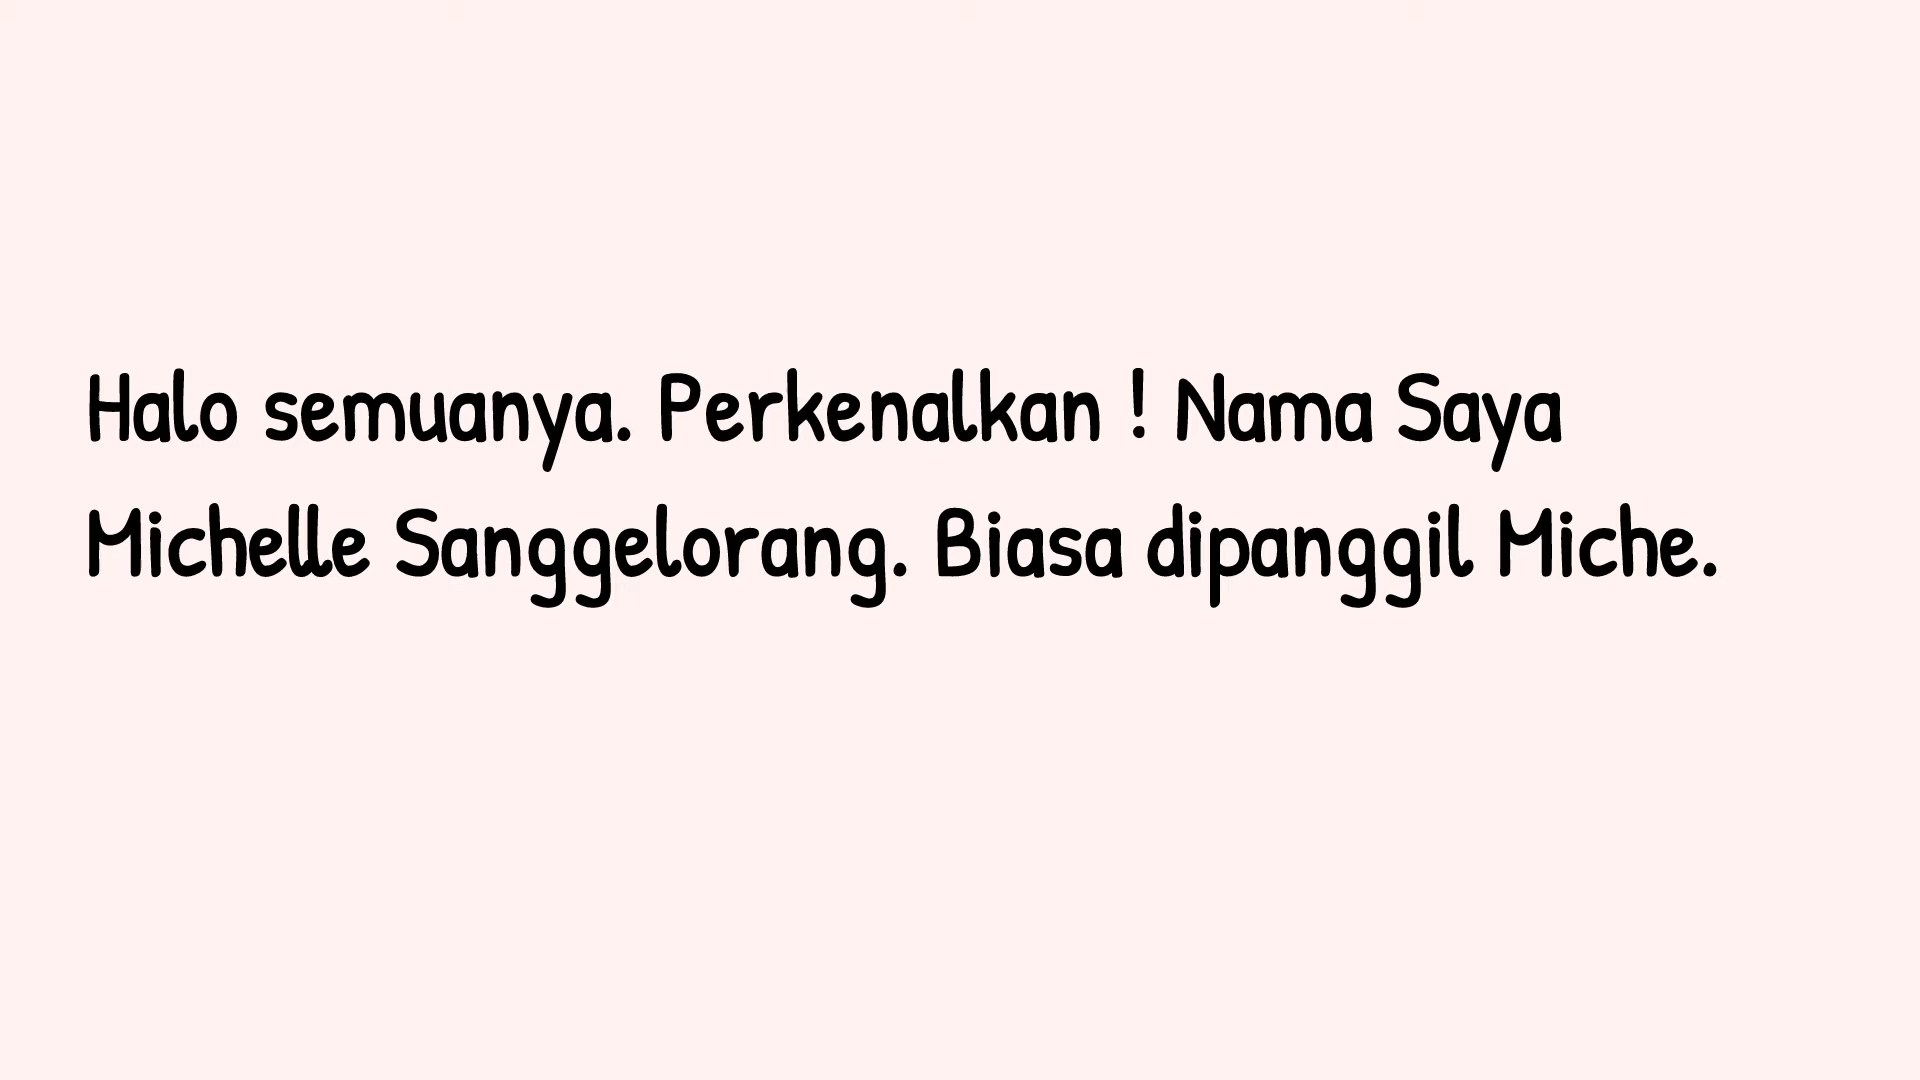 Halo semuanya. Perkenalkan ! Nama Saya
Michelle Sanggelorang. Biasa dipanggil Miche.